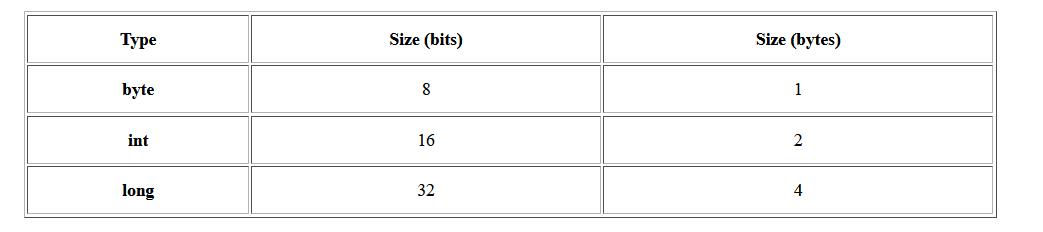 Type Size (bits) Size (bytes)
byte 8 1
int 16 2
long 32 4